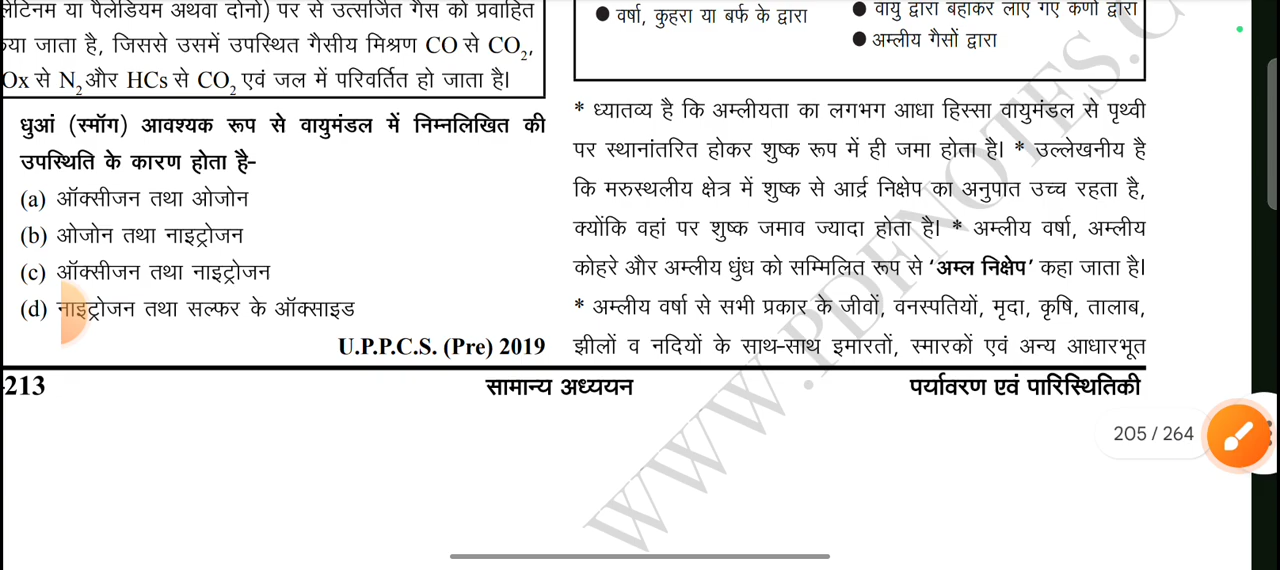 लेटिनम या पैलेडियम अथवा दोनों) पर से उत्सर्जित गैस को प्रवाहित
या जाता है, जिससे उसमें उपस्थित गैसीय मिश्रण CO से CO₂,
Ox से N₂ और HCs से CO₂ एवं जल में परिवर्तित हो जाता है।
धुआं (स्मॉग) आवश्यक रूप से वायुमंडल में निम्नलिखित की
उपस्थिति के कारण होता है-
(a) ऑक्सीजन तथा ओजोन
(b) ओजोन तथा नाइट्रोजन
(c) ऑक्सीजन तथा नाइट्रोजन
(d) नाइट्रोजन तथा सल्फर के ऑक्साइड
U.P.P.C.S. (Pre) 2019
● वर्षा, कुहरा या बर्फ के द्वारा
● वायु द्वारा बहाकर लाए गए कणों द्वारा
● अम्लीय गैसों द्वारा
* ध्यातव्य है कि अम्लीयता का लगभग आधा हिस्सा वायुमंडल से पृथ्वी
पर स्थानांतरित होकर शुष्क रूप में ही जमा होता है। * उल्लेखनीय है
कि मरुस्थलीय क्षेत्र में शुष्क से आर्द्र निक्षेप का अनुपात उच्च रहता है,
क्योंकि वहां पर शुष्क जमाव ज्यादा होता है। * अम्लीय वर्षा, अम्लीय
कोहरे और अम्लीय धुंध को सम्मिलित रूप से ‘अम्ल निक्षेप’ कहा जाता है।
* अम्लीय वर्षा से सभी प्रकार के जीवों, वनस्पतियों, मृदा, कृषि, तालाब,
झीलों व नदियों के साथ-साथ इमारतों, स्मारकों एवं अन्य आधारभूत
-213 सामान्य अध्ययन पर्यावरण एवं पारिस्थितिकी
205 / 264
WWW.PDFNOTES.C